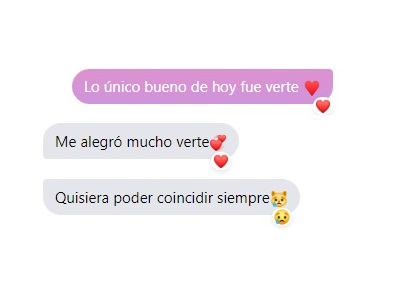 Lo único bueno de hoy fue verte ❤️
Me alegró mucho verte💞
Quisiera poder coincidir siempre😿